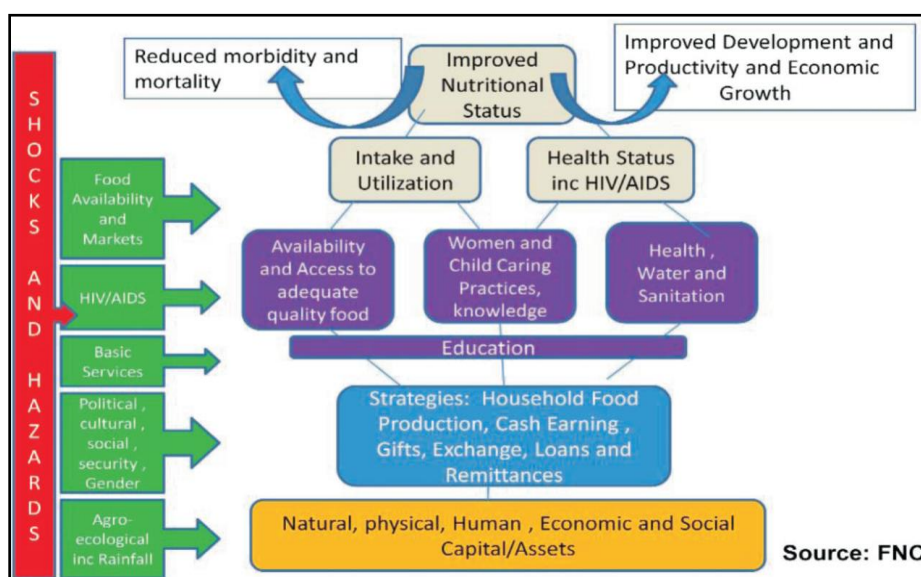 SHOCKS AND HAZARDS
Reduced morbidity and
mortality
Improved
Nutritional
Status
Improved Development and
Productivity and Economic
Growth
Intake and
Utilization
Health Status
inc HIV/AIDS
Food
Availability
and
Markets
Availability
and Access to
adequate
quality food
Women and
Child Caring
Practices,
knowledge
Health ,
Water and
Sanitation
HIV/AIDS
Education
Basic
Services
Strategies:  Household Food
Production, Cash Earning ,
Gifts, Exchange, Loans and
Remittances
Political ,
cultural ,
social ,
security ,
Gender
Agro-
ecological
inc Rainfall
Natural, physical, Human , Economic and Social
Capital/Assets
Source: FNC